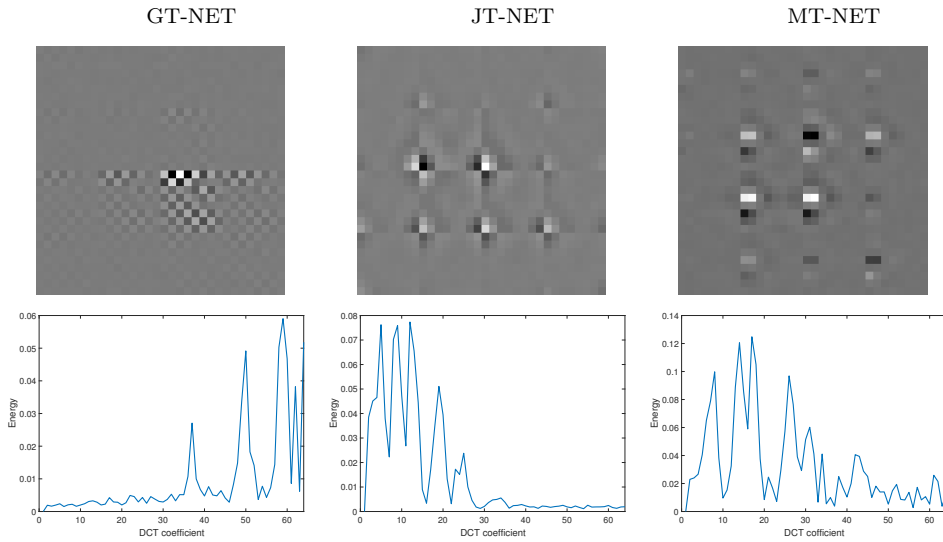 GT-NET JT-NET MT-NET
0.06 0.08 0.14
0.05 0.07 0.12
0.04 0.06 0.10
0.03 0.05 0.08
0.02 0.04 0.06
0.01 0.03 0.04
0 0.02 0.02
0.01 0
0
Energy Energy Energy
0 10 20 30 40 50 60 0 10 20 30 40 50 60 0 10 20 30 40 50 60
DCT coefficient DCT coefficient DCT coefficient